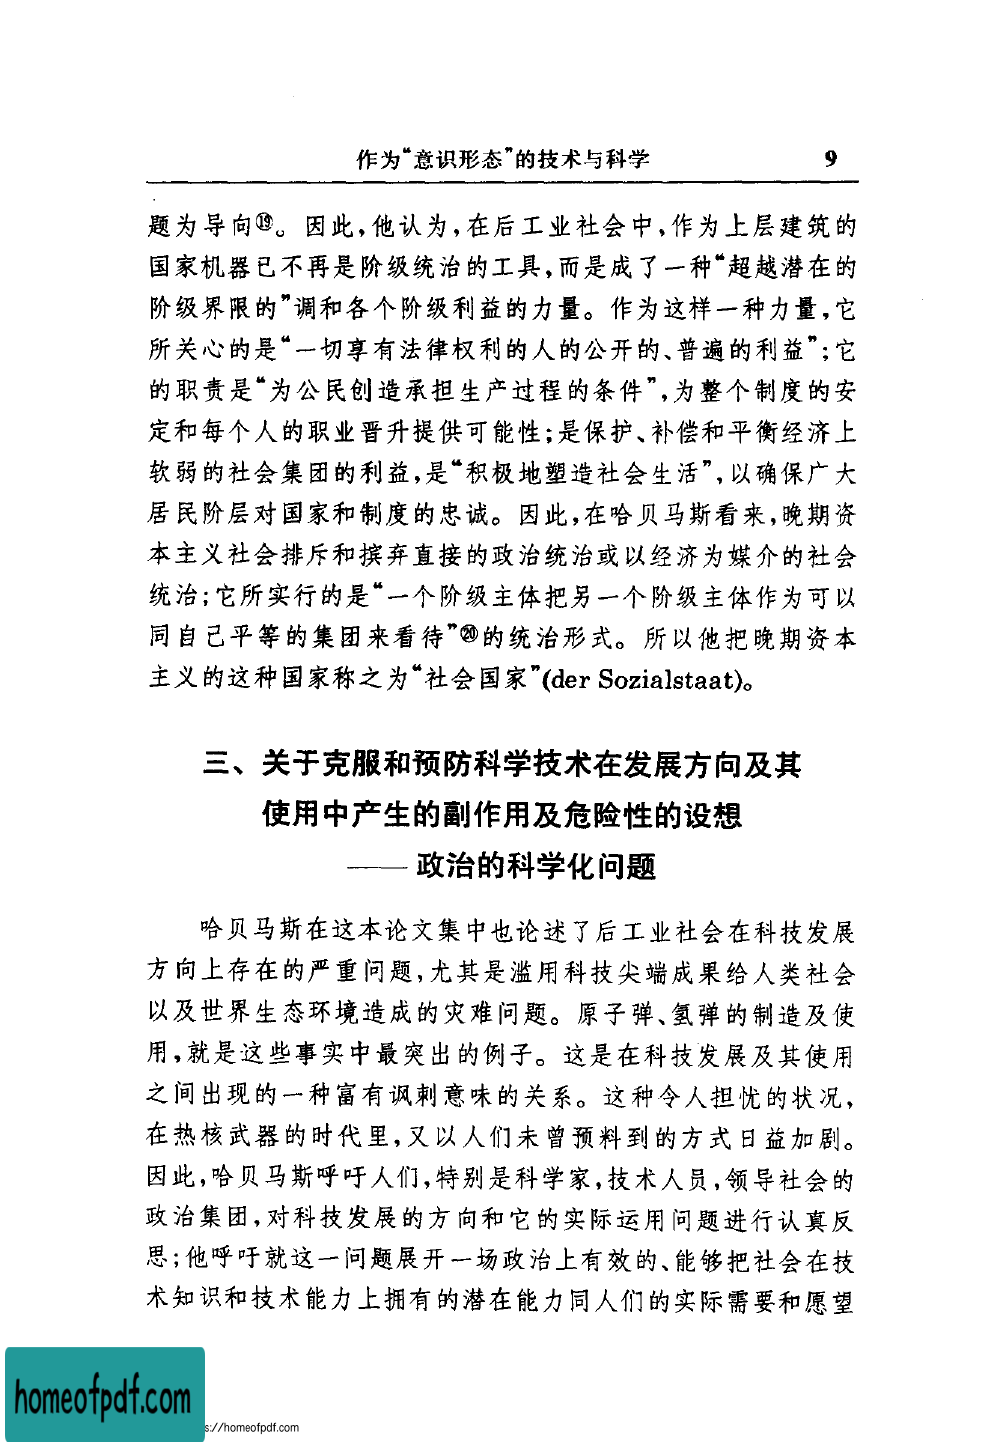 作为“意识形态”的技术与科学 9
题为导向⑲。因此,他认为,在后工业社会中,作为上层建筑的
国家机器已不再是阶级统治的工具,而是成了一种“超越潜在的
阶级界限的”调和各个阶级利益的力量。作为这样一种力量,它
所关心的是“一切享有法律权利的人的公开的、普遍的利益”;它
的职责是“为公民创造承担生产过程的条件”,为整个制度的安
定和每个人的职业晋升提供可能性;是保护、补偿和平衡经济上
软弱的社会集团的利益,是“积极地塑造社会生活”,以确保广大
居民阶层对国家和制度的忠诚。因此,在哈贝马斯看来,晚期资
本主义社会排斥和摈弃直接的政治统治或以经济为媒介的社会
统治;它所实行的是“一个阶级主体把另一个阶级主体作为可以
同自己平等的集团来看待”⑳的统治形式。所以他把晚期资本
主义的这种国家称之为“社会国家”(der Sozialstaat)。
三、关于克服和预防科学技术在发展方向及其
使用中产生的副作用及危险性的设想
——政治的科学化问题
哈贝马斯在这本论文集中也论述了后工业社会在科技发展
方向上存在的严重问题,尤其是滥用科技尖端成果给人类社会
以及世界生态环境造成的灾难问题。原子弹、氢弹的制造及使
用,就是这些事实中最突出的例子。这是在科技发展及其使用
之间出现的一种富有讽刺意味的关系。这种令人担忧的状况,
在热核武器的时代里,又以人们未曾预料到的方式日益加剧。
因此,哈贝马斯呼吁人们,特别是科学家,技术人员,领导社会的
政治集团,对科技发展的方向和它的实际运用问题进行认真反
思;他呼吁就这一问题展开一场政治上有效的、能够把社会在技
术知识和技术能力上拥有的潜在能力同人们的实际需要和愿望
homeofpdf.com
s://homeofpdf.com